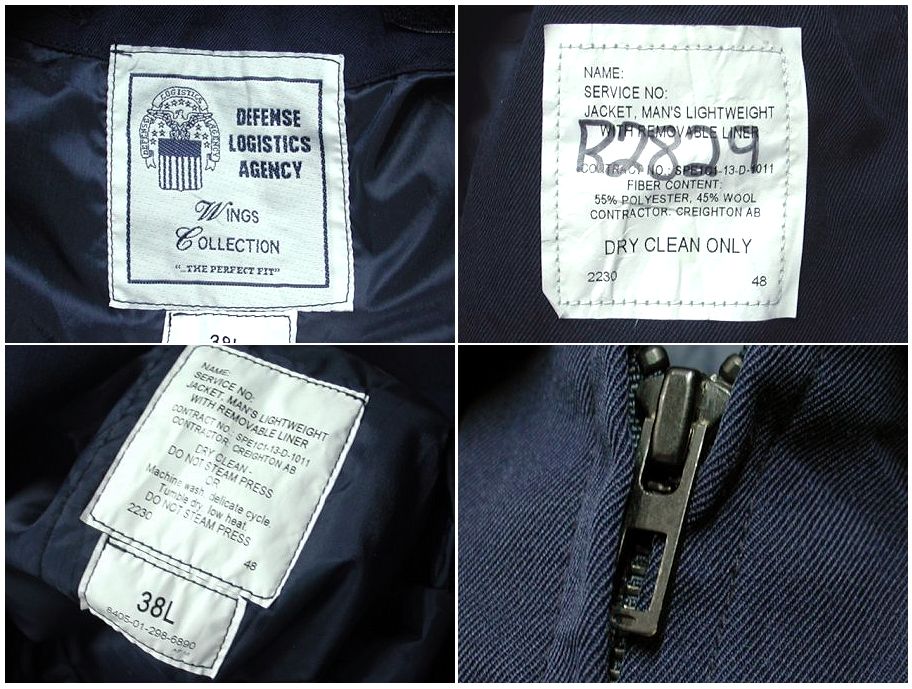 DEFENSE LOGISTICS AGENCY
DEFENSE
LOGISTICS
AGENCY
WINGS
COLLECTION
"...THE PERFECT FIT"
38L
NAME:
SERVICE NO:
JACKET, MAN'S LIGHTWEIGHT
WITH REMOVABLE LINER
R2829
CONTRACT NO.: SPE1C1-13-D-1011
FIBER CONTENT:
55% POLYESTER, 45% WOOL
CONTRACTOR: CREIGHTON AB
DRY CLEAN ONLY
2230 48
NAME:
SERVICE NO:
JACKET, MAN'S LIGHTWEIGHT
WITH REMOVABLE LINER
CONTRACT NO.: SPE1C1-13-D-1011
CONTRACTOR: CREIGHTON AB
DRY CLEAN -
DO NOT STEAM PRESS
OR
Machine wash, delicate cycle.
Tumble dry, low heat.
DO NOT STEAM PRESS
2230 48
38L
8405-01-298-6890